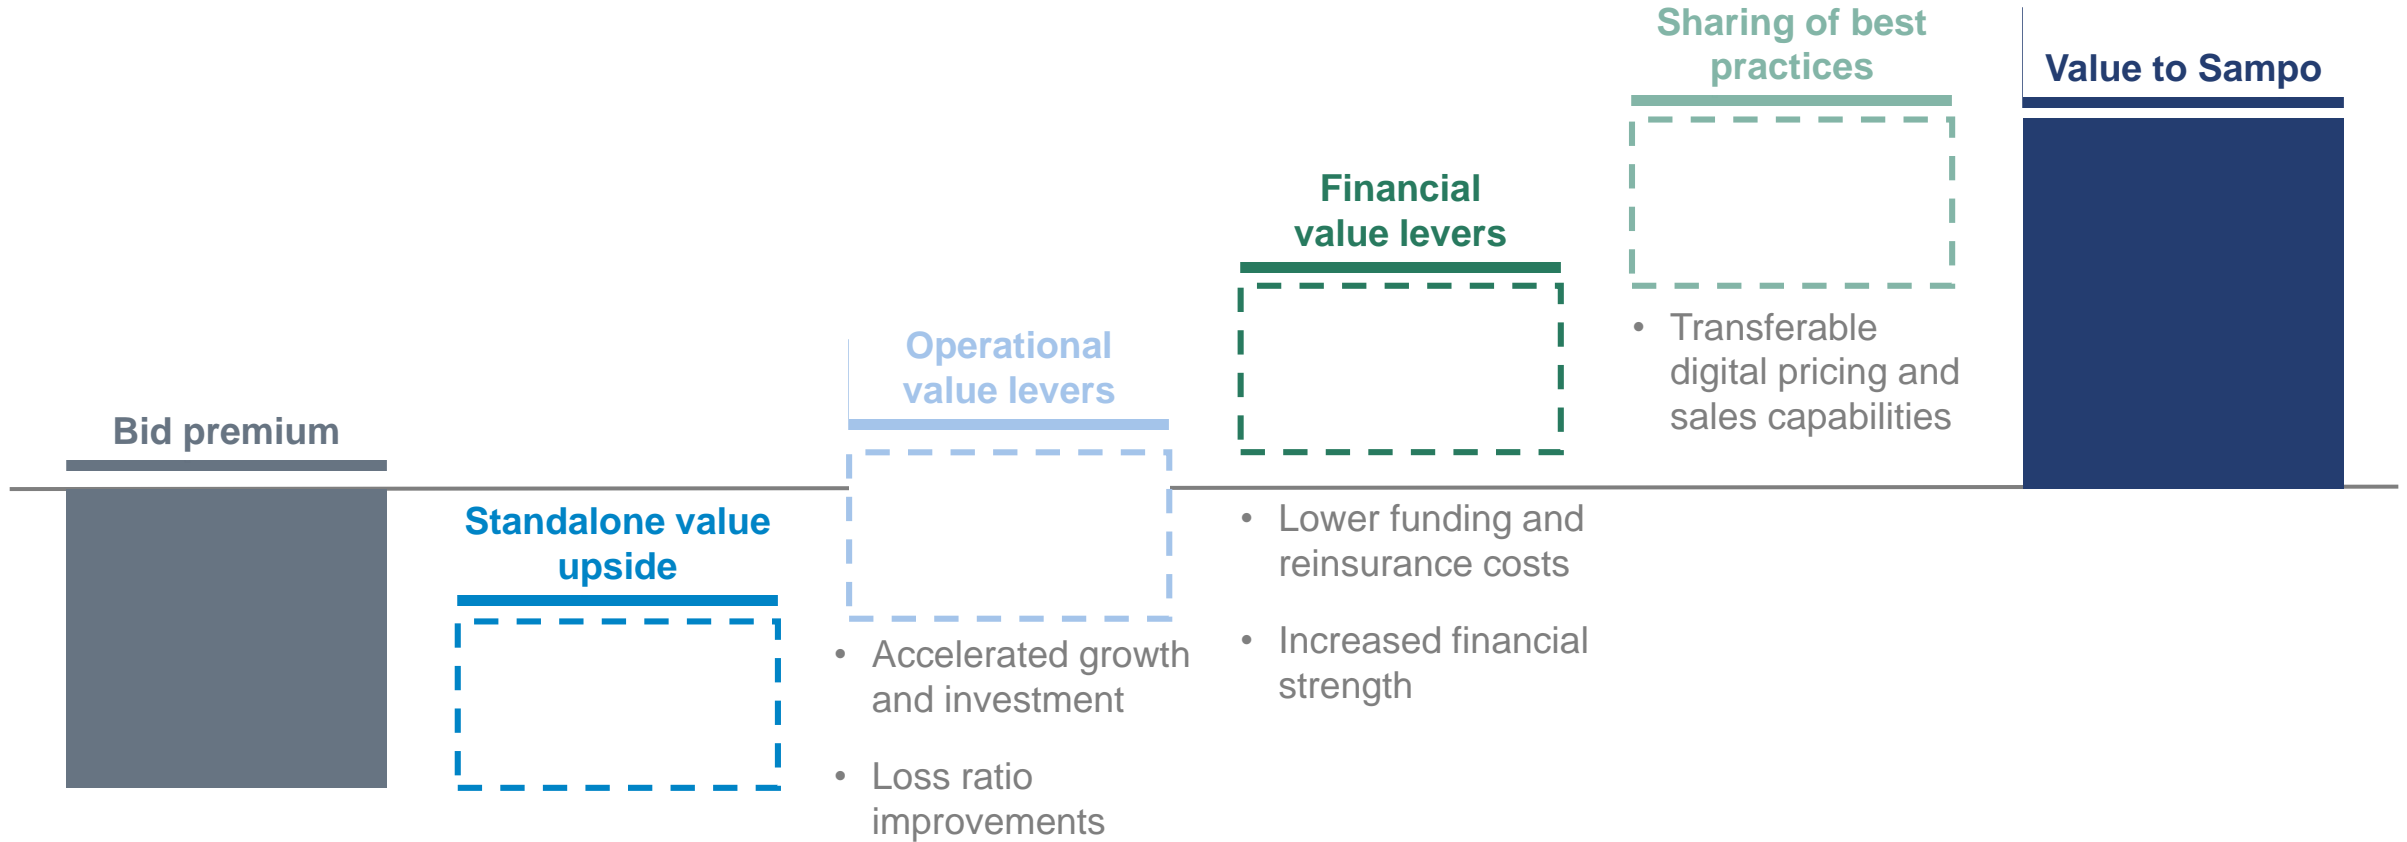 Bid premium
Standalone value
upside
Operational
value levers
• Accelerated growth
and investment
• Loss ratio
improvements
Financial
value levers
• Lower funding and
reinsurance costs
• Increased financial
strength
Sharing of best
practices
• Transferable
digital pricing and
sales capabilities
Value to Sampo